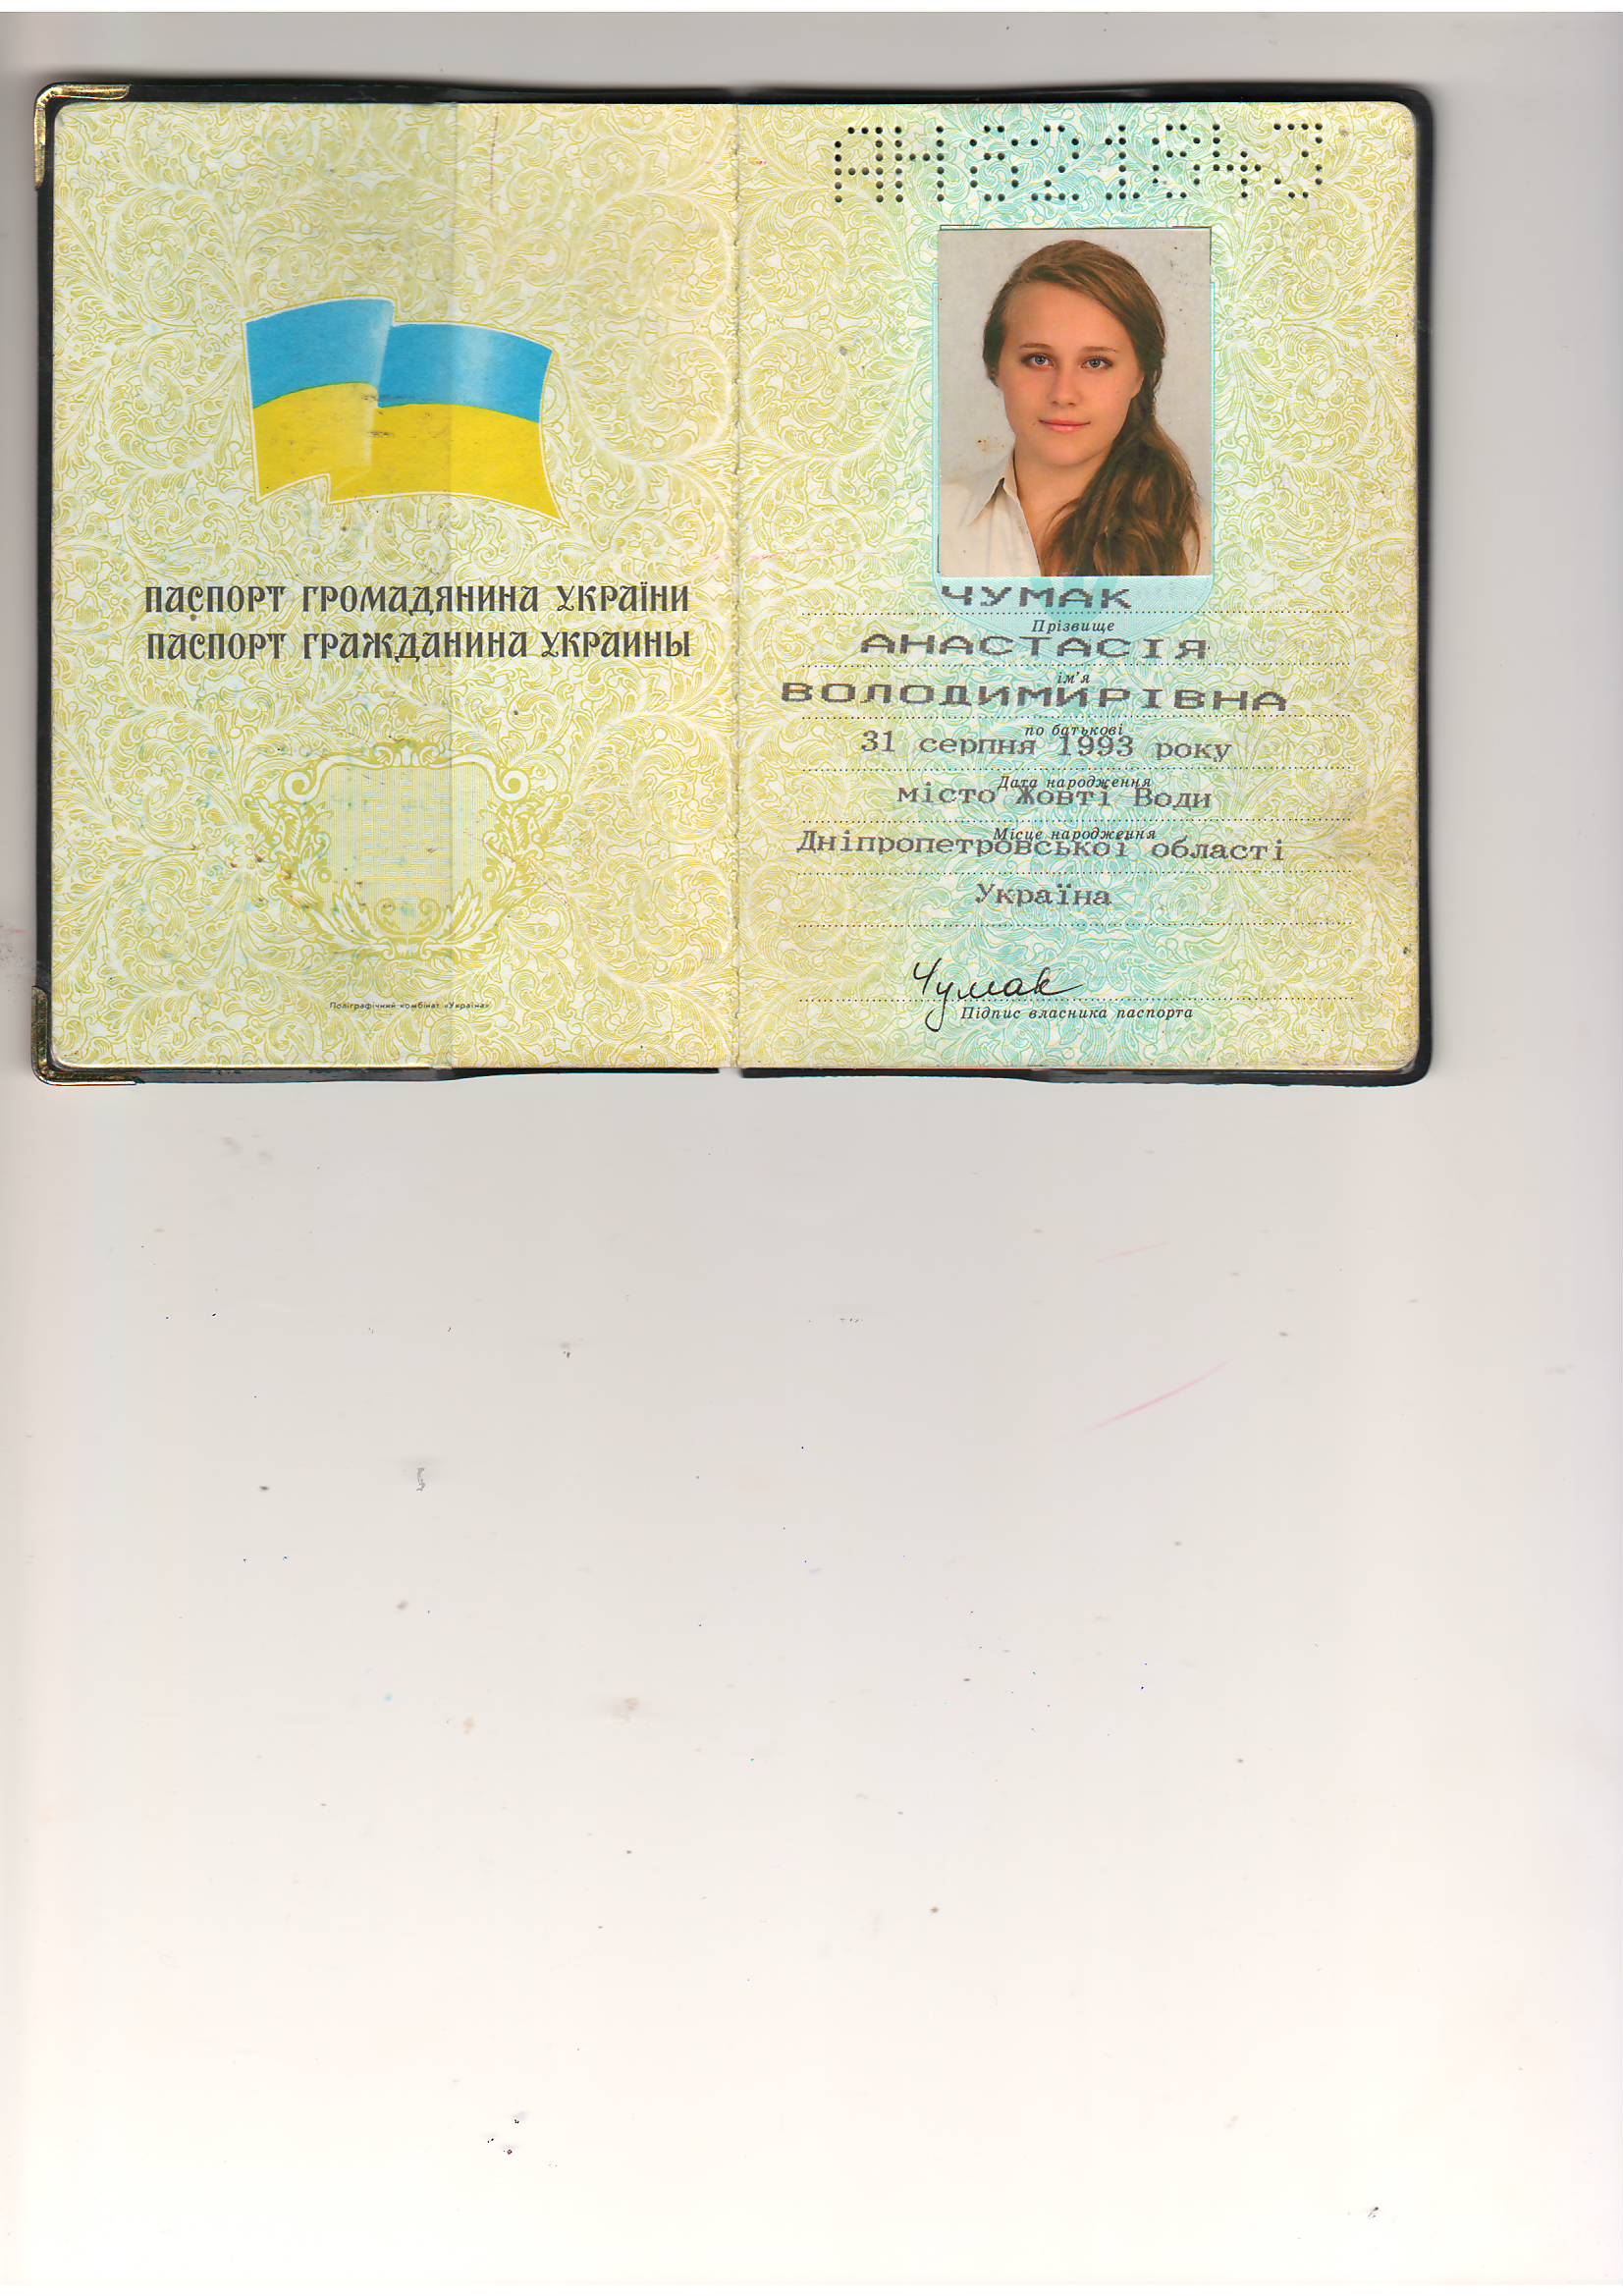 ПАСПОРТ ГРОМАДЯНИНА УКРАЇНИ
ПАСПОРТ ГРАЖДАНИНА УКРАИНЫ
Поліграфічний комбінат «Україна»
ЧУМАК
Прізвище
АНАСТАСІЯ
ім'я
ВОЛОДИМИРІВНА
по батькові
31 серпня 1993 року
Дата народження
місто Жовті Води
Місце народження
Дніпропетровської області
Україна
Чумак
Підпис власника паспорта